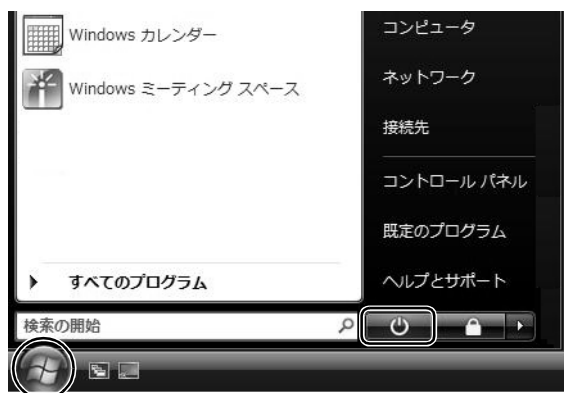 Windows カレンダー
Windows ミーティング スペース
すべてのプログラム
検索の開始
コンピュータ
ネットワーク
接続先
コントロール パネル
既定のプログラム
ヘルプとサポート